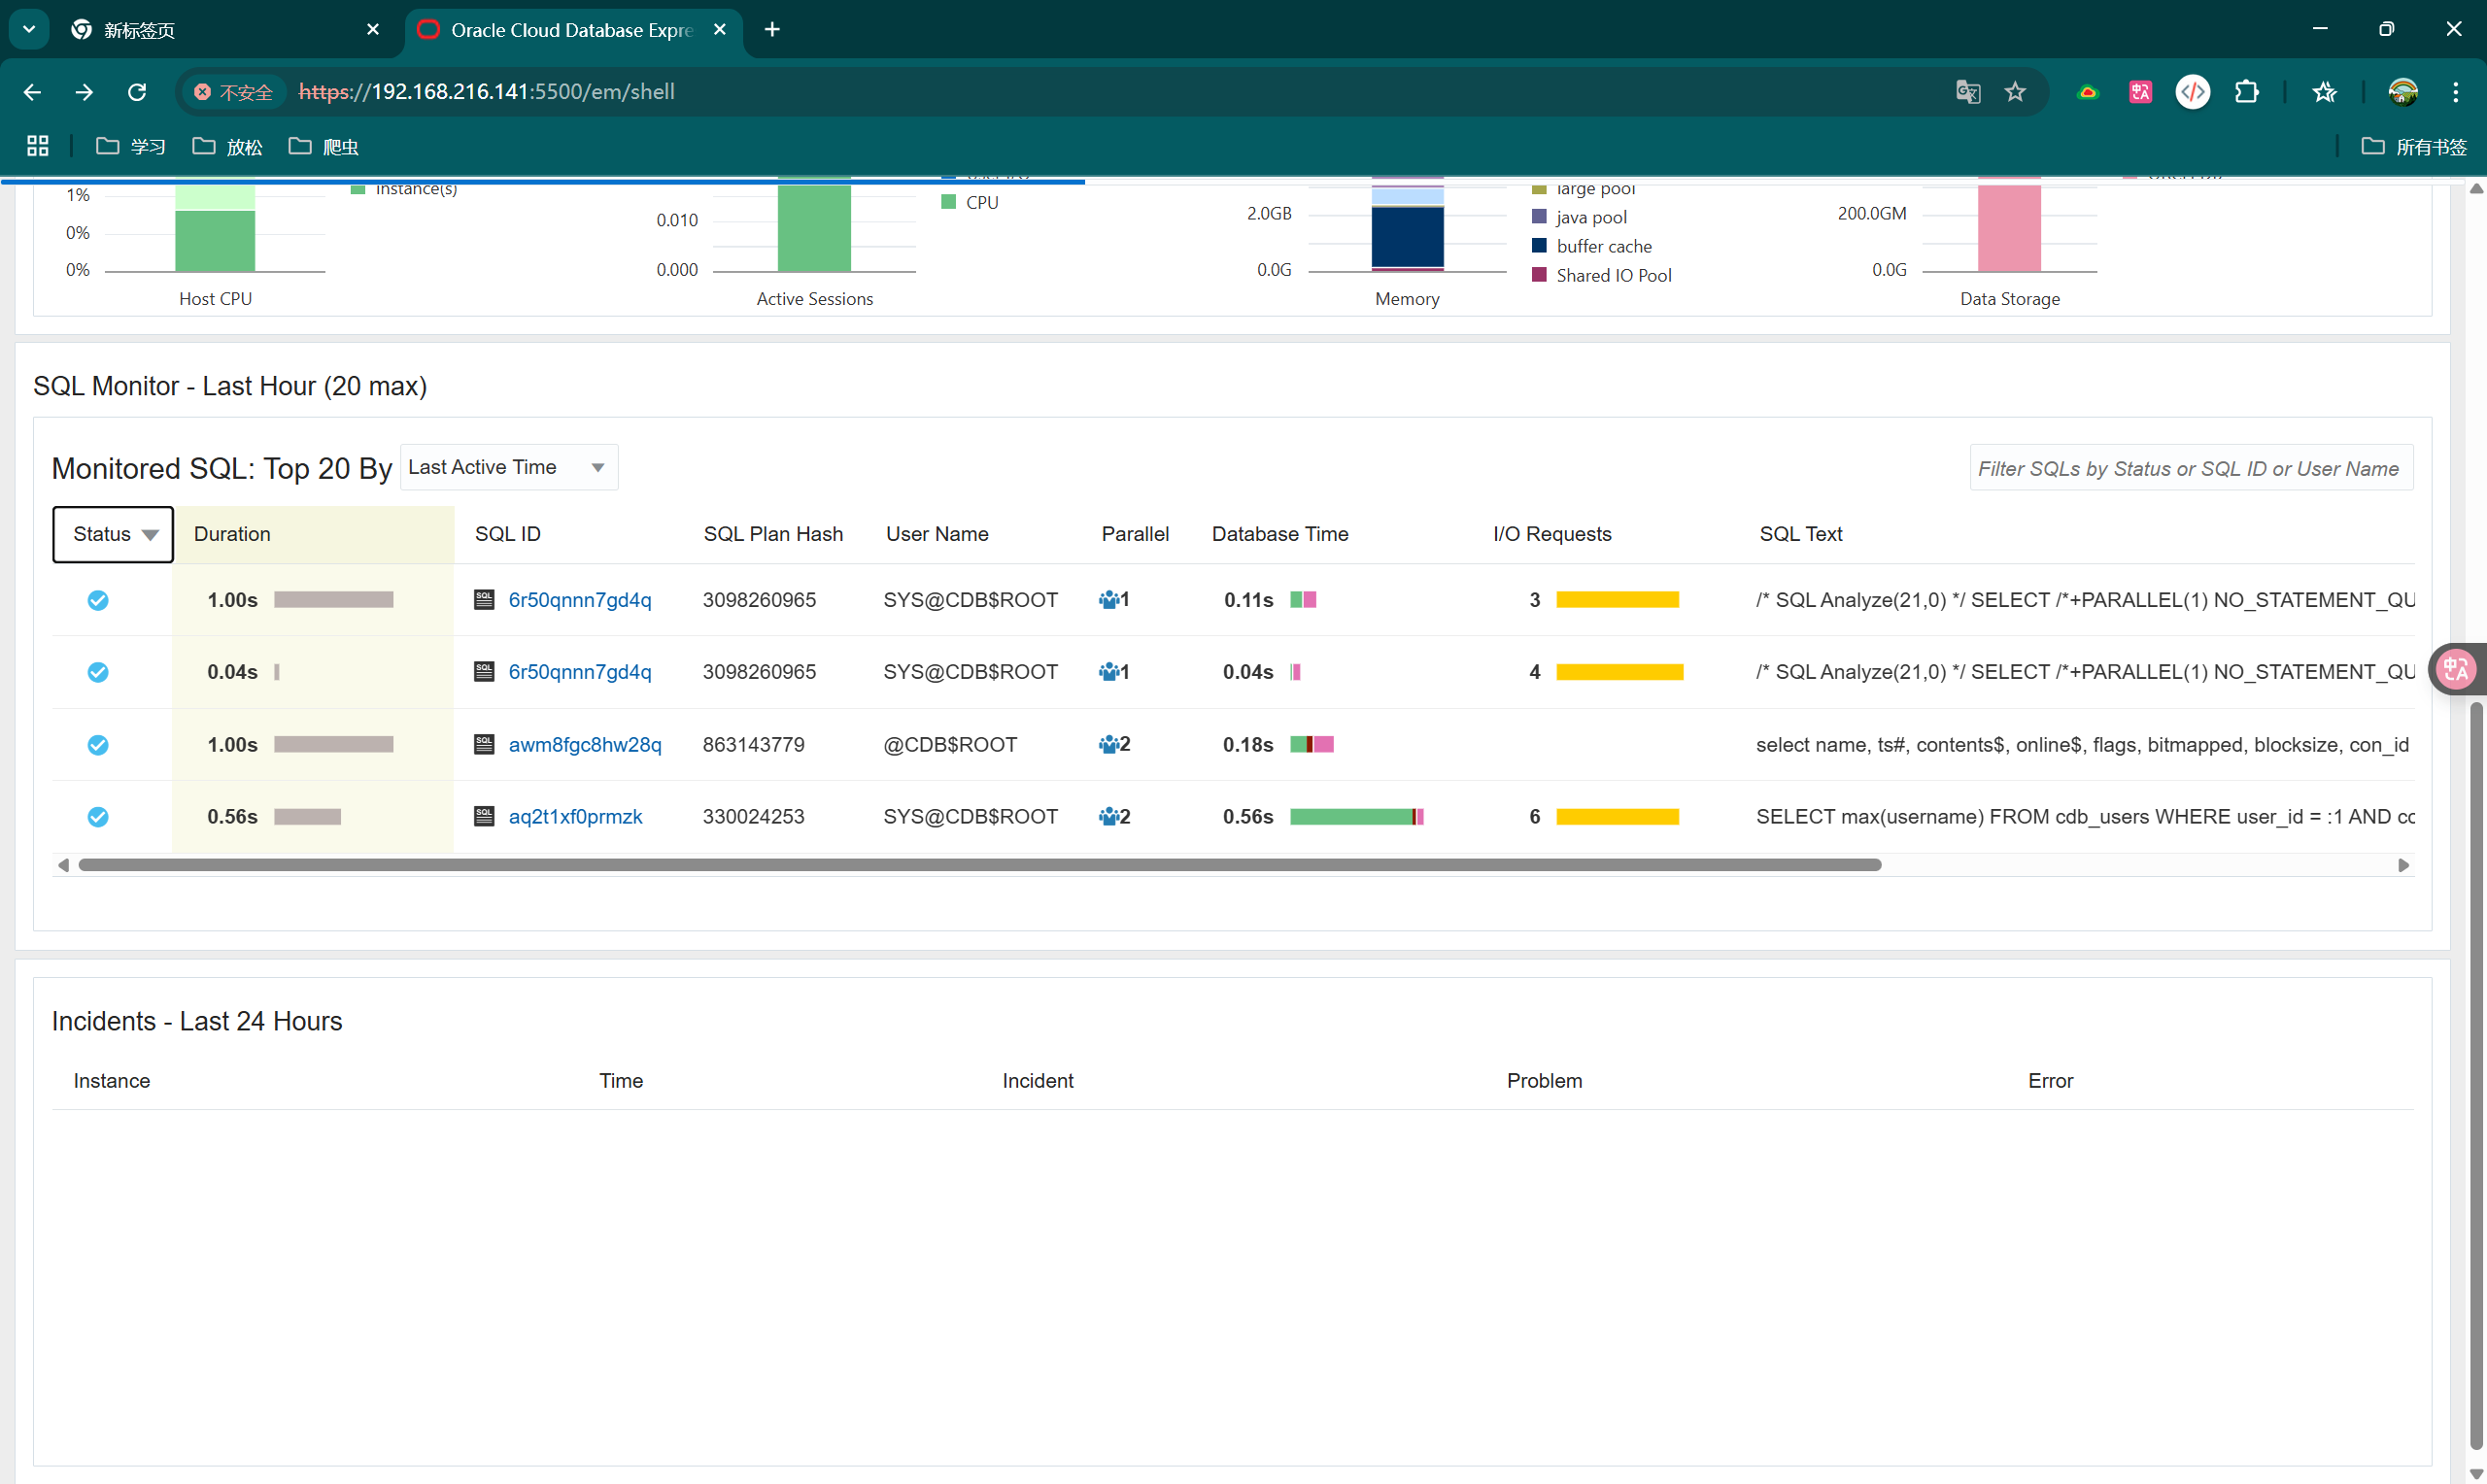 新标签页
Oracle Cloud Database Expre
不安全
https://192.168.216.141:5500/em/shell
学习
放松
爬虫
所有书签
1%
0%
0%
Host CPU
instance(s)
0.010
0.000
Active Sessions
CPU
2.0GB
0.0G
Memory
large pool
java pool
buffer cache
Shared IO Pool
200.0GM
0.0G
Data Storage
SQL Monitor - Last Hour (20 max)
Monitored SQL: Top 20 By Last Active Time
Filter SQLs by Status or SQL ID or User Name
Status Duration SQL ID SQL Plan Hash User Name Parallel Database Time I/O Requests SQL Text
1.00s 6r50qnnn7gd4q 3098260965 SYS@CDB$ROOT 1 0.11s 3 /* SQL Analyze(21,0) */ SELECT /*+PARALLEL(1) NO_STATEMENT_QU
0.04s 6r50qnnn7gd4q 3098260965 SYS@CDB$ROOT 1 0.04s 4 /* SQL Analyze(21,0) */ SELECT /*+PARALLEL(1) NO_STATEMENT_QU
1.00s awm8fgc8hw28q 863143779 @CDB$ROOT 2 0.18s select name, ts#, contents$, online$, flags, bitmapped, blocksize, con_id
0.56s aq2t1xf0prmzk 330024253 SYS@CDB$ROOT 2 0.56s 6 SELECT max(username) FROM cdb_users WHERE user_id = :1 AND cc
Incidents - Last 24 Hours
Instance Time Incident Problem Error